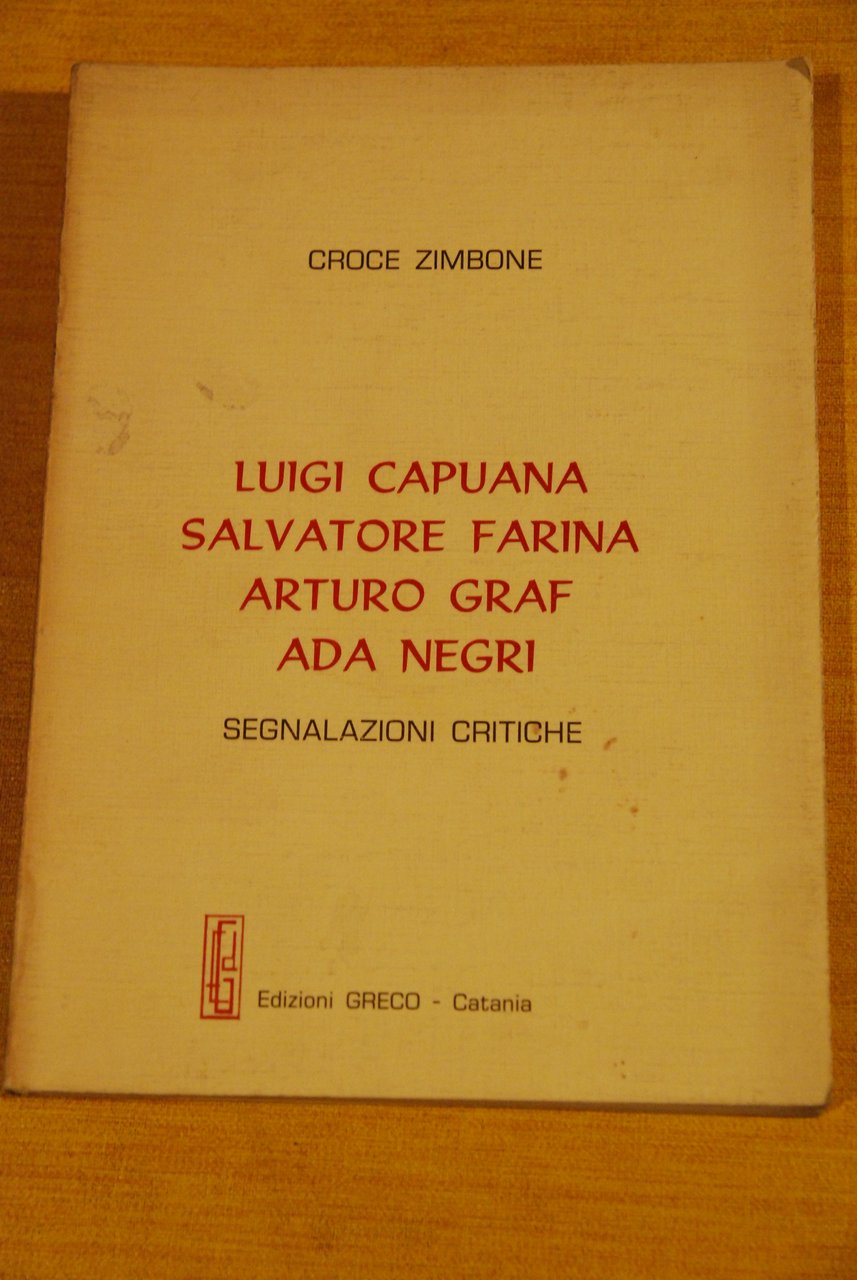 CROCE ZIMBONE
LUIGI CAPUANA
SALVATORE FARINA
ARTURO GRAF
ADA NEGRI
SEGNALAZIONI CRITICHE
Edizioni GRECO - Catania